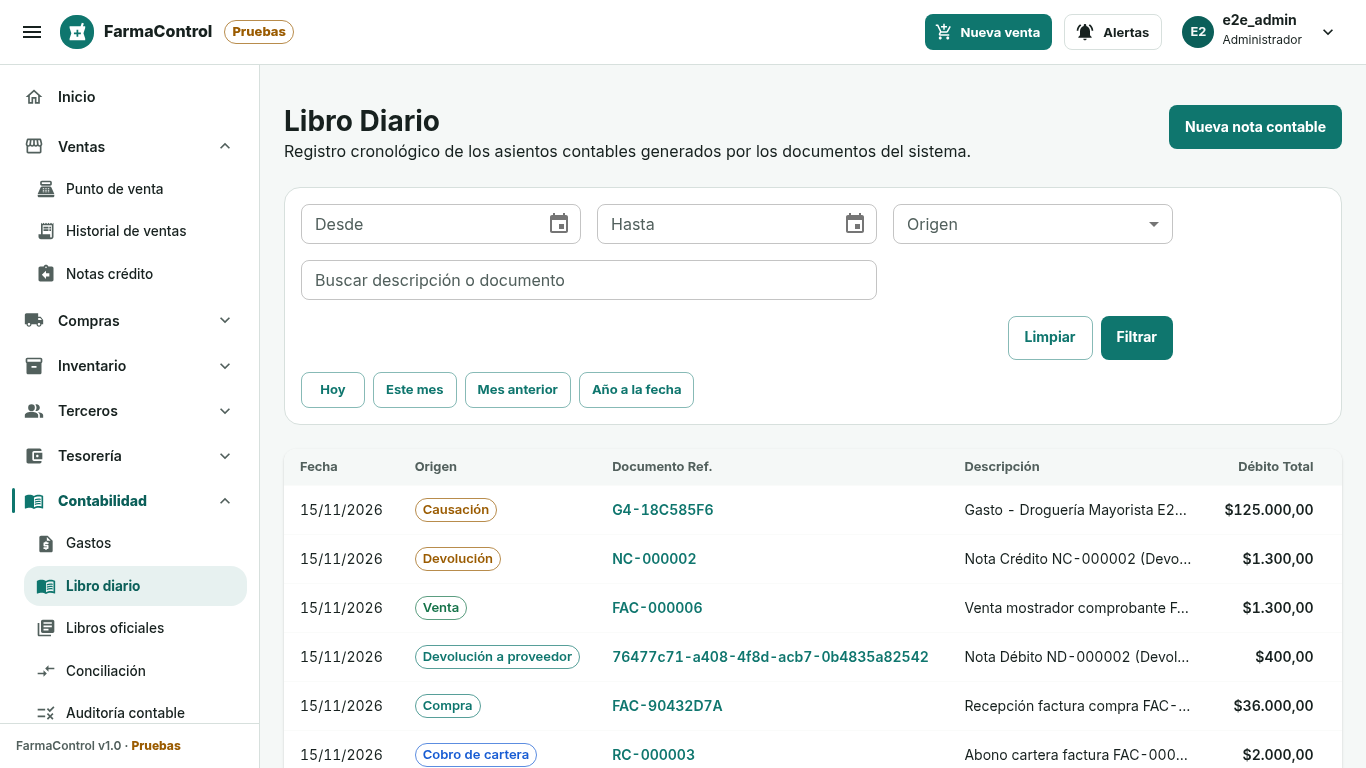 FarmaControl Pruebas
Nueva venta
Alertas
E2
e2e_admin
Administrador
Inicio
Ventas
Punto de venta
Historial de ventas
Notas crédito
Compras
Inventario
Terceros
Tesorería
Contabilidad
Gastos
Libro diario
Libros oficiales
Conciliación
Auditoría contable
FarmaControl v1.0 · Pruebas
Libro Diario
Registro cronológico de los asientos contables generados por los documentos del sistema.
Nueva nota contable
Desde Hasta Origen
Buscar descripción o documento
Limpiar Filtrar
Hoy Este mes Mes anterior Año a la fecha
Fecha Origen Documento Ref. Descripción Débito Total
15/11/2026 Causación G4-18C585F6 Gasto - Droguería Mayorista E2... $125.000,00
15/11/2026 Devolución NC-000002 Nota Crédito NC-000002 (Devo... $1.300,00
15/11/2026 Venta FAC-000006 Venta mostrador comprobante F... $1.300,00
15/11/2026 Devolución a proveedor 76477c71-a408-4f8d-acb7-0b4835a82542 Nota Débito ND-000002 (Devol... $400,00
15/11/2026 Compra FAC-90432D7A Recepción factura compra FAC-... $36.000,00
15/11/2026 Cobro de cartera RC-000003 Abono cartera factura FAC-000... $2.000,00